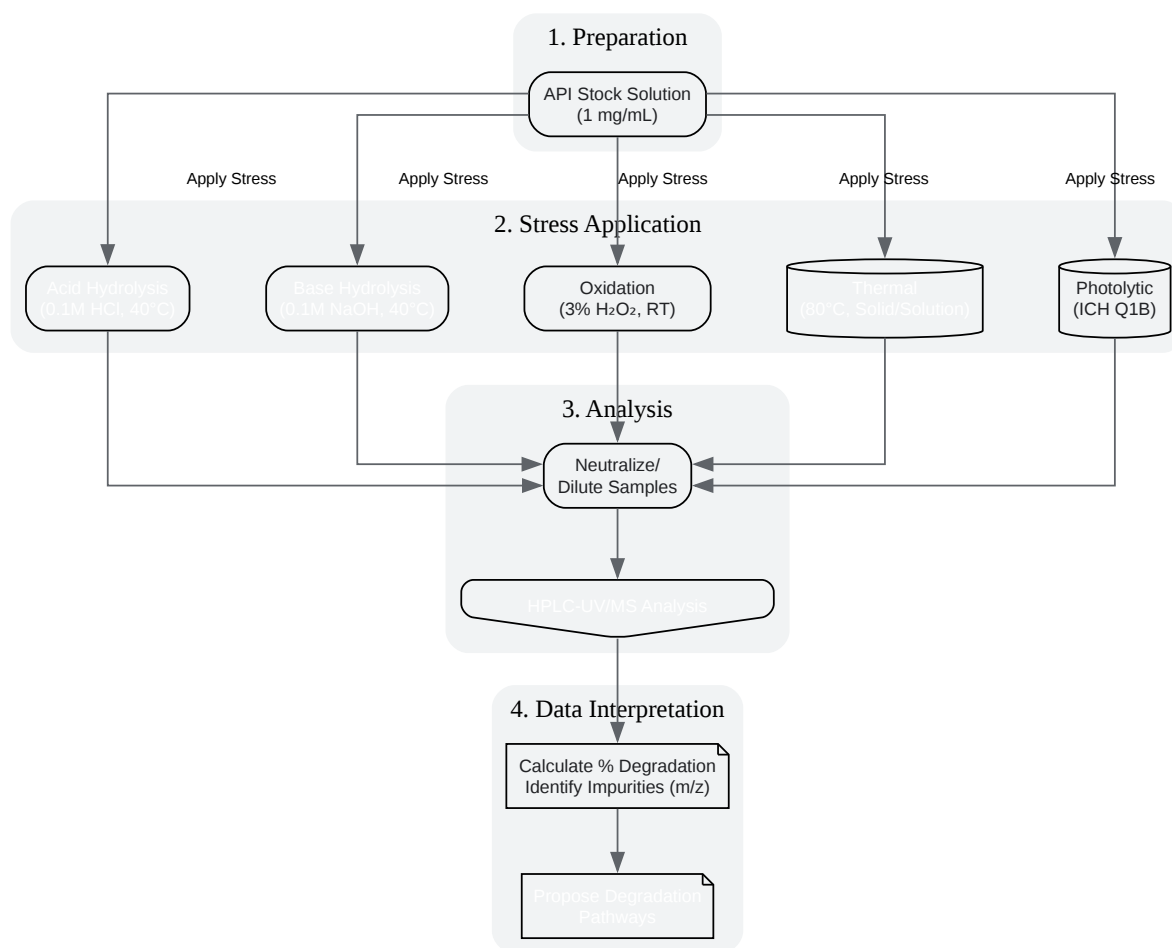 1. Preparation
API Stock Solution
(1 mg/mL)
Apply Stress
Apply Stress
Apply Stress
Apply Stress
Apply Stress
2. Stress Application
Acid Hydrolysis
(0.1M HCl, 40°C)
Base Hydrolysis
(0.1M NaOH, 40°C)
Oxidation
(3% H₂O₂, RT)
Thermal
(80°C, Solid/Solution)
Photolytic
(ICH Q1B)
3. Analysis
Neutralize/
Dilute Samples
HPLC-UV/MS Analysis
4. Data Interpretation
Calculate % Degradation
Identify Impurities (m/z)
Propose Degradation
Pathways